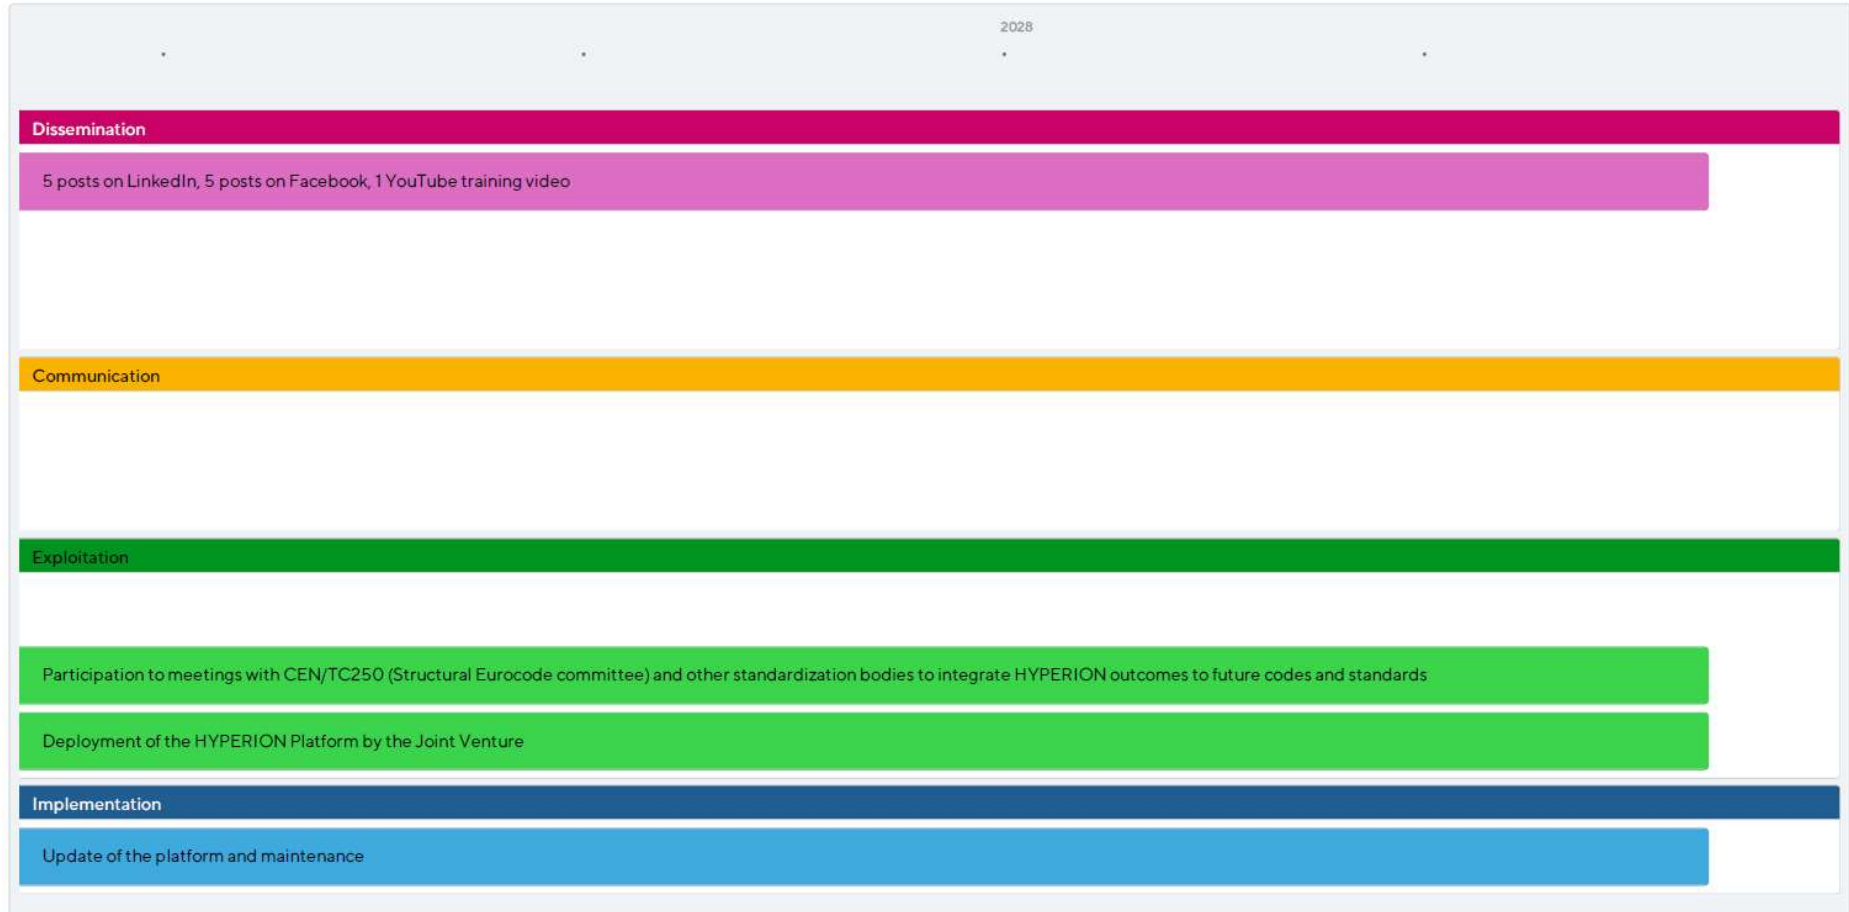 2028
Dissemination
5 posts on LinkedIn, 5 posts on Facebook, 1 YouTube training video
Communication
Exploitation
Participation to meetings with CEN/TC250 (Structural Eurocode committee) and other standardization bodies to integrate HYPERION outcomes to future codes and standards
Deployment of the HYPERION Platform by the Joint Venture
Implementation
Update of the platform and maintenance